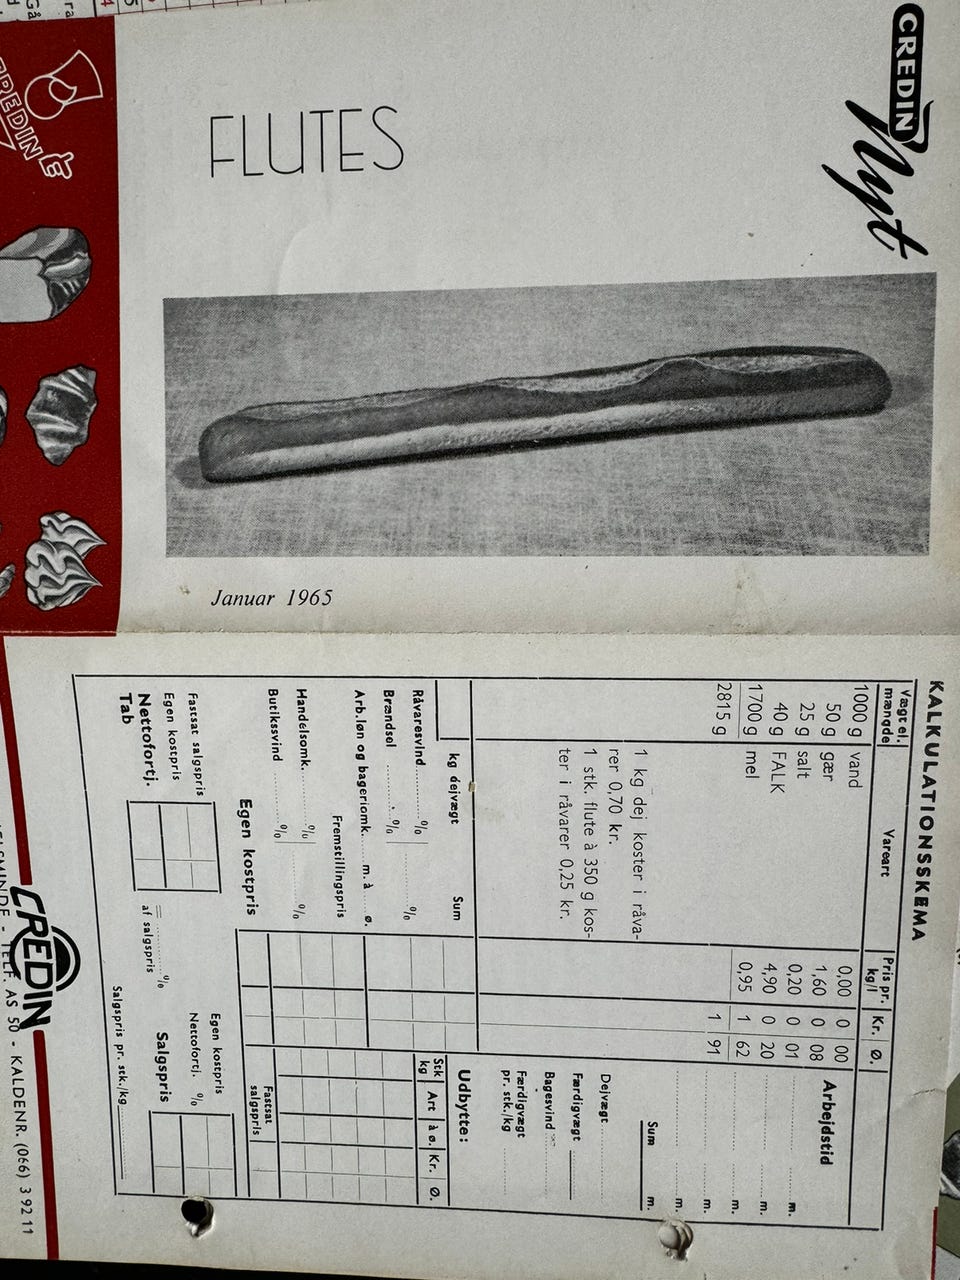 CREDIN
Nyt
FLUTES
Januar 1965
CREDIN
KALKULATIONSSKEMA
Vægt el. mængde Vareart Pris pr. kg/l Kr. Ø.
1000 g vand 0,00 0 00
50 g gær 1,60 0 08
25 g salt 0,20 0 01
40 g FALK 4,90 0 20
1700 g mel 0,95 1 62
2815 g 1 91
1 kg dej koster i råva-
rer 0,70 kr.
1 stk. flute à 350 g kos-
ter i råvarer 0,25 kr.
kg dejvægt Sum
Råvaresvind........% ........%
Brændsel ........%
Arb.løn og bageriomk. ...... m. à ...... ø.
Fremstillingspris
Handelsomk. ........% ........%
Butikssvind ........%
Egen kostpris
Fastsat salgspris
Egen kostpris
Nettofortj.
Tab
= ........%
af salgspris
Egen kostpris
Nettofortj. %
Salgspris
Salgspris pr. stk./kg
Arbejdstid
m.
m.
m.
m.
m.
Sum m.
Dejvægt
Færdigvægt
Bagesvind
Færdigvægt
pr. stk./kg
Udbytte:
Stk kg Art à ø. Kr. Ø.
Fastsat
salgspris
CREDIN
TELF. AS 50 - KALDENR. (066) 3 92 11